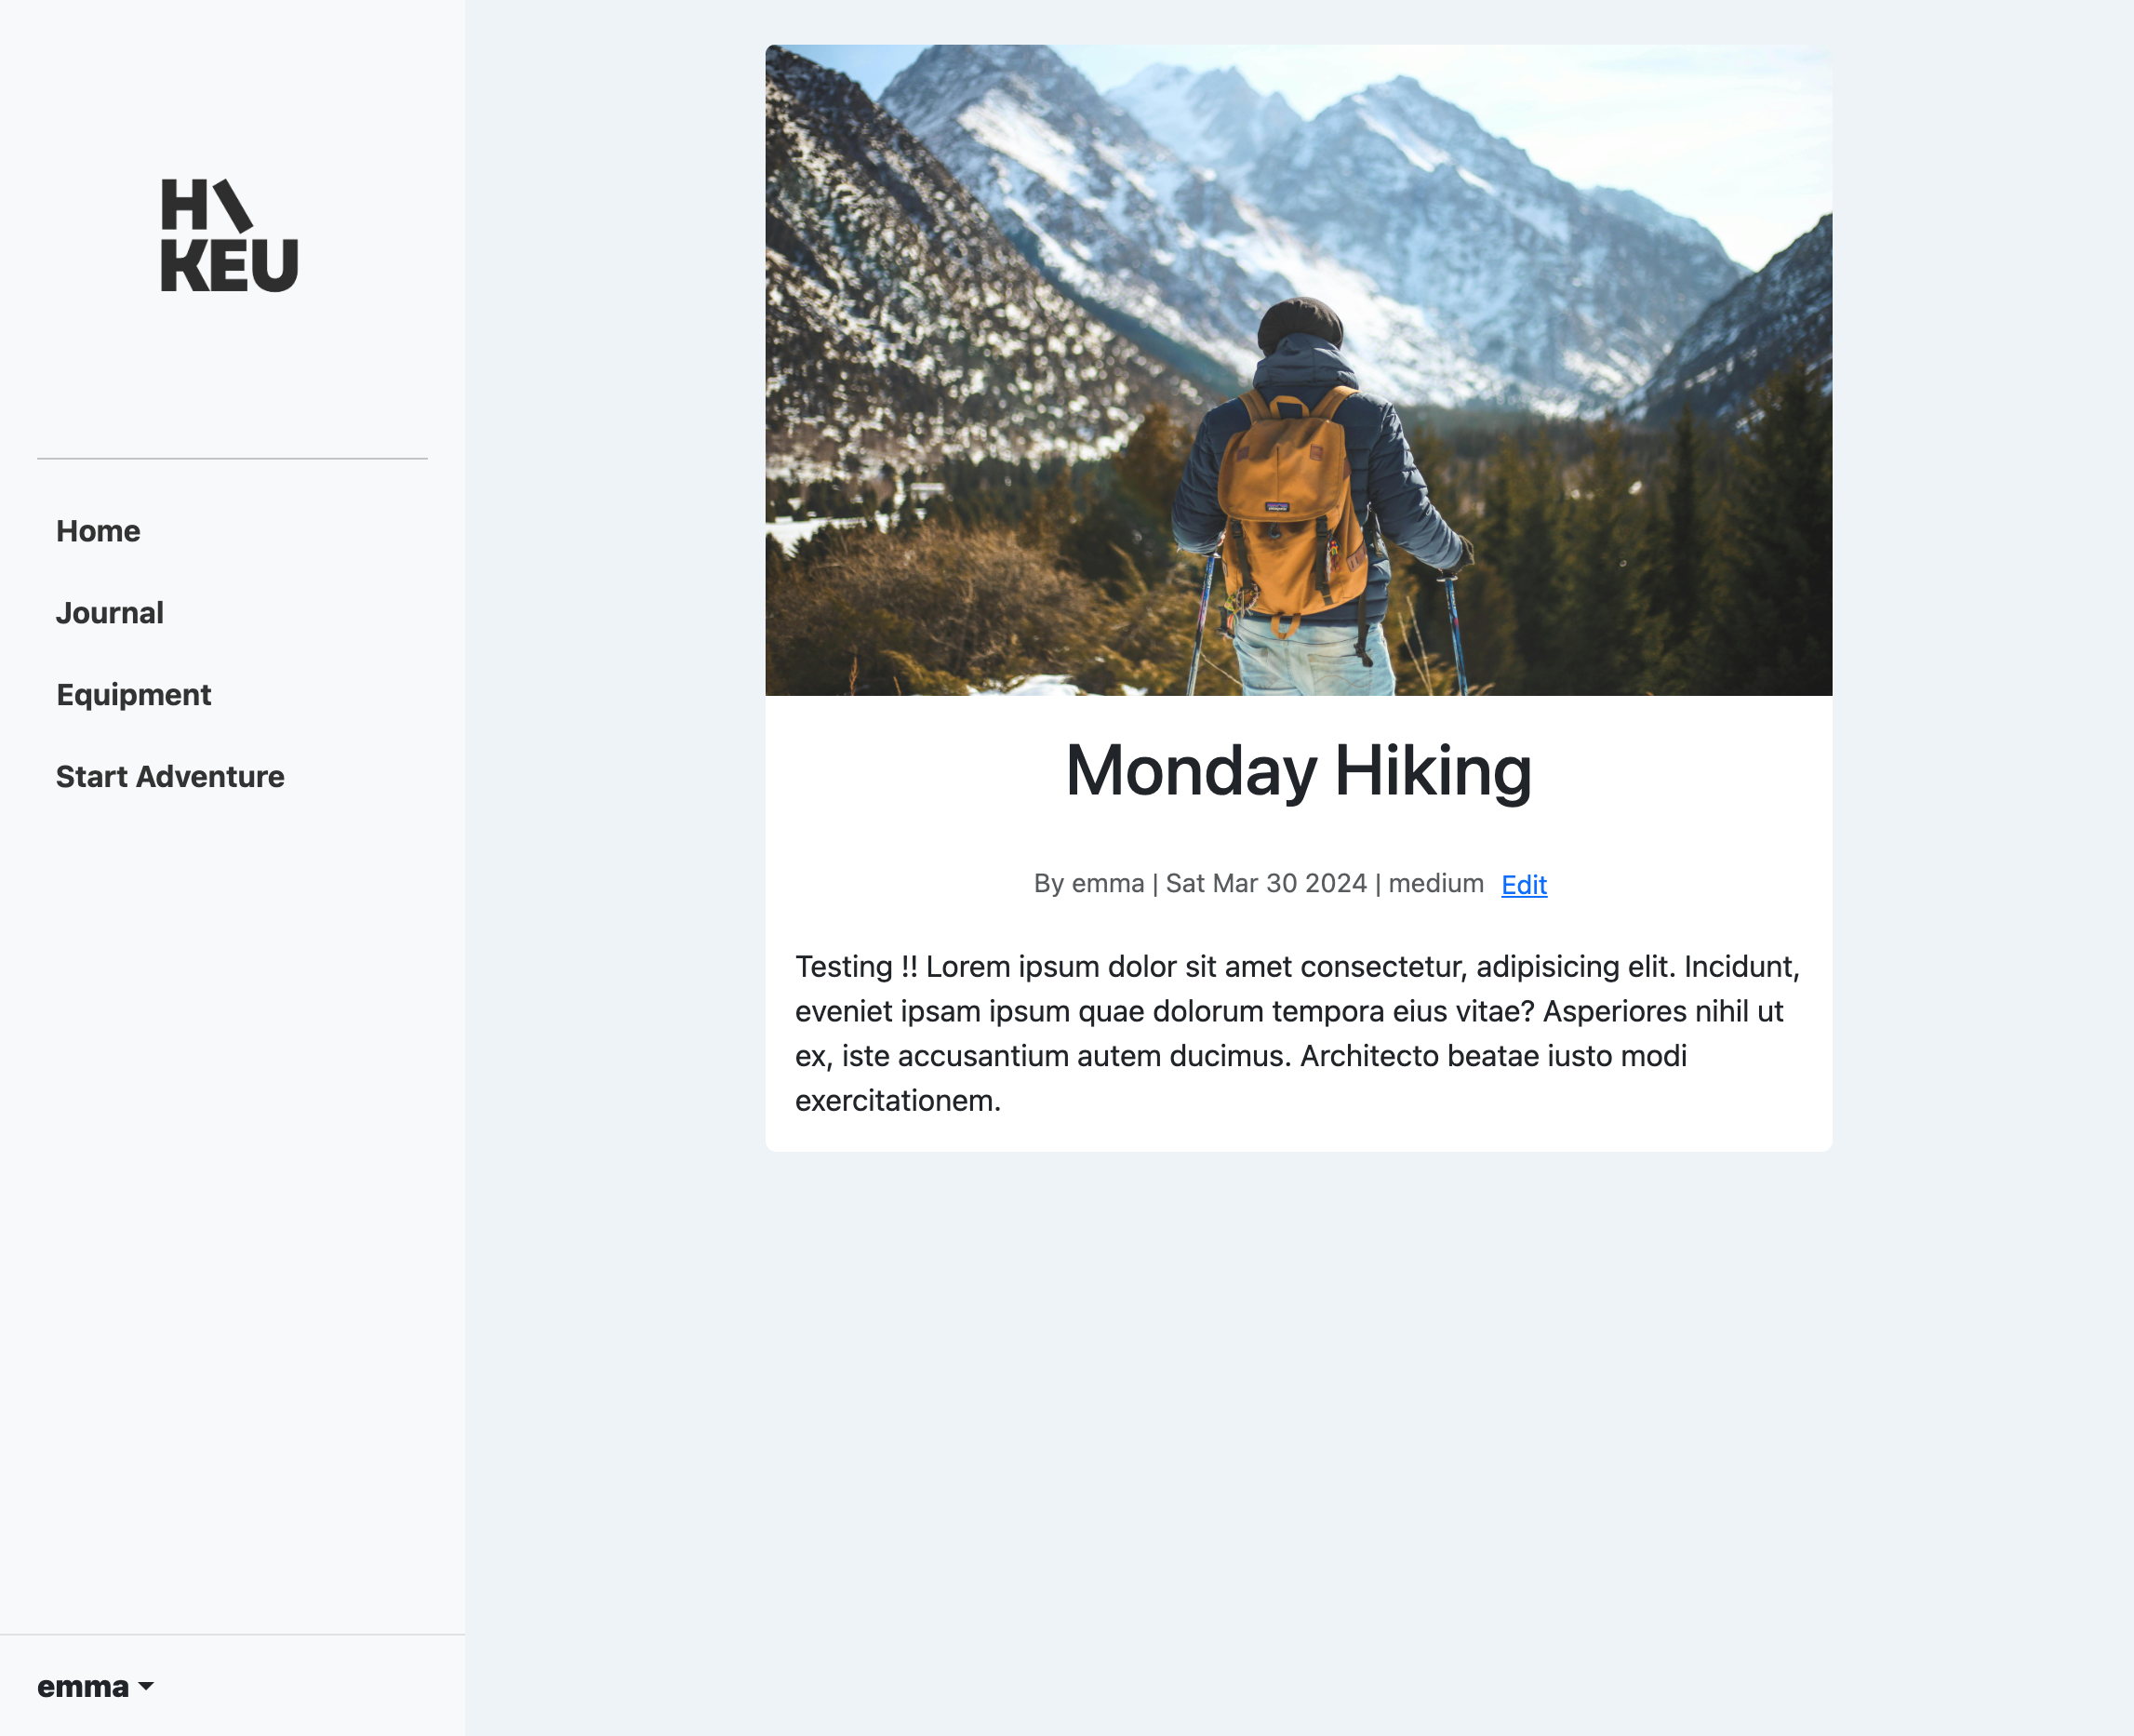 H\
KEU
Home
Journal
Equipment
Start Adventure
Monday Hiking
By emma | Sat Mar 30 2024 | medium Edit
Testing !! Lorem ipsum dolor sit amet consectetur, adipisicing elit. Incidunt,
eveniet ipsam ipsum quae dolorum tempora eius vitae? Asperiores nihil ut
ex, iste accusantium autem ducimus. Architecto beatae iusto modi
exercitationem.
emma